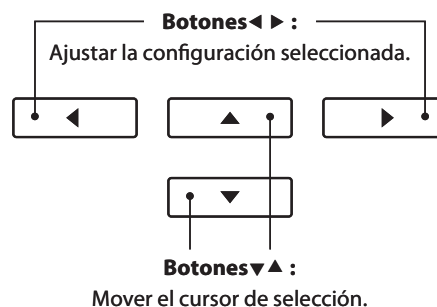 Botones◀ ▶ :
Ajustar la configuración seleccionada.
◀ ▲ ▶
▼
Botones▼▲ :
Mover el cursor de selección.